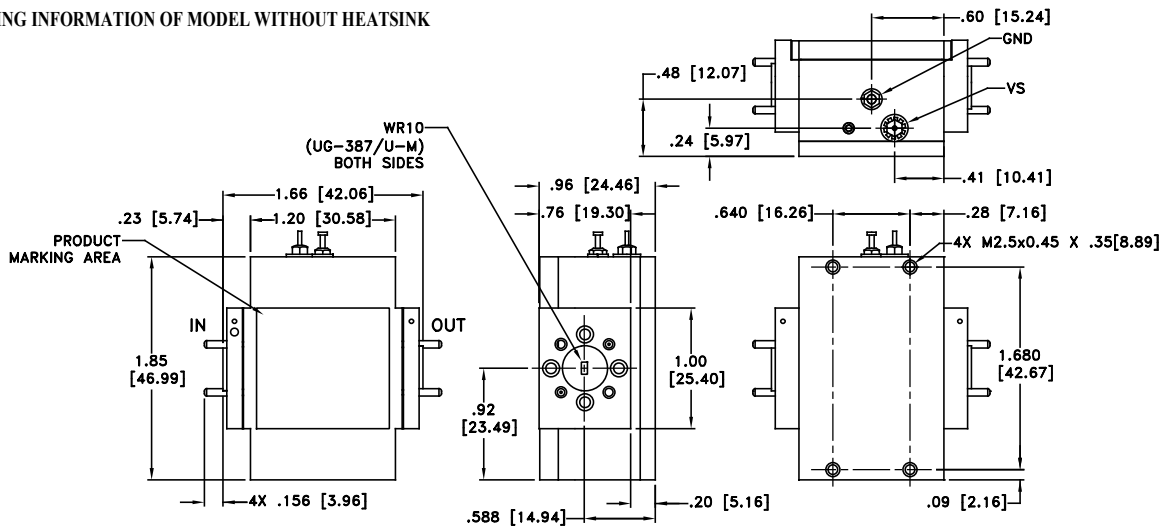 ING INFORMATION OF MODEL WITHOUT HEATSINK
.60 [15.24]
GND
.48 [12.07]
VS
.24 [5.97]
.41 [10.41]
WR10
(UG-387/U-M)
BOTH SIDES
1.66 [42.06]
.23 [5.74]
1.20 [30.58]
PRODUCT
MARKING AREA
IN
OUT
1.85
[46.99]
4X .156 [3.96]
.96 [24.46]
.76 [19.30]
1.00
[25.40]
.92
[23.49]
.20 [5.16]
.588 [14.94]
.640 [16.26]
.28 [7.16]
4X M2.5x0.45 X .35[8.89]
1.680
[42.67]
.09 [2.16]